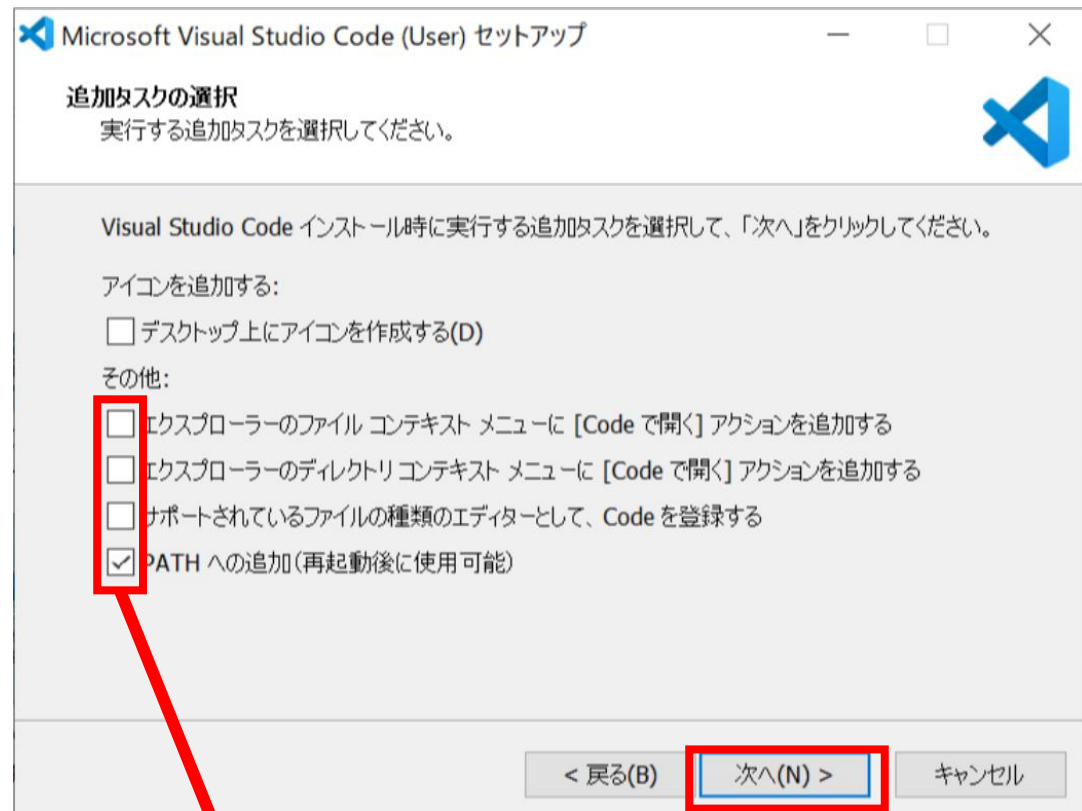 Microsoft Visual Studio Code (User) セットアップ
追加タスクの選択
実行する追加タスクを選択してください。
Visual Studio Code インストール時に実行する追加タスクを選択して、「次へ」をクリックしてください。
アイコンを追加する:
デスクトップ上にアイコンを作成する(D)
その他:
エクスプローラーのファイル コンテキスト メニューに [Code で開く] アクションを追加する
エクスプローラーのディレクトリ コンテキスト メニューに [Code で開く] アクションを追加する
サポートされているファイルの種類のエディターとして、Code を登録する
PATH への追加(再起動後に使用可能)
< 戻る(B) 次へ(N) > キャンセル